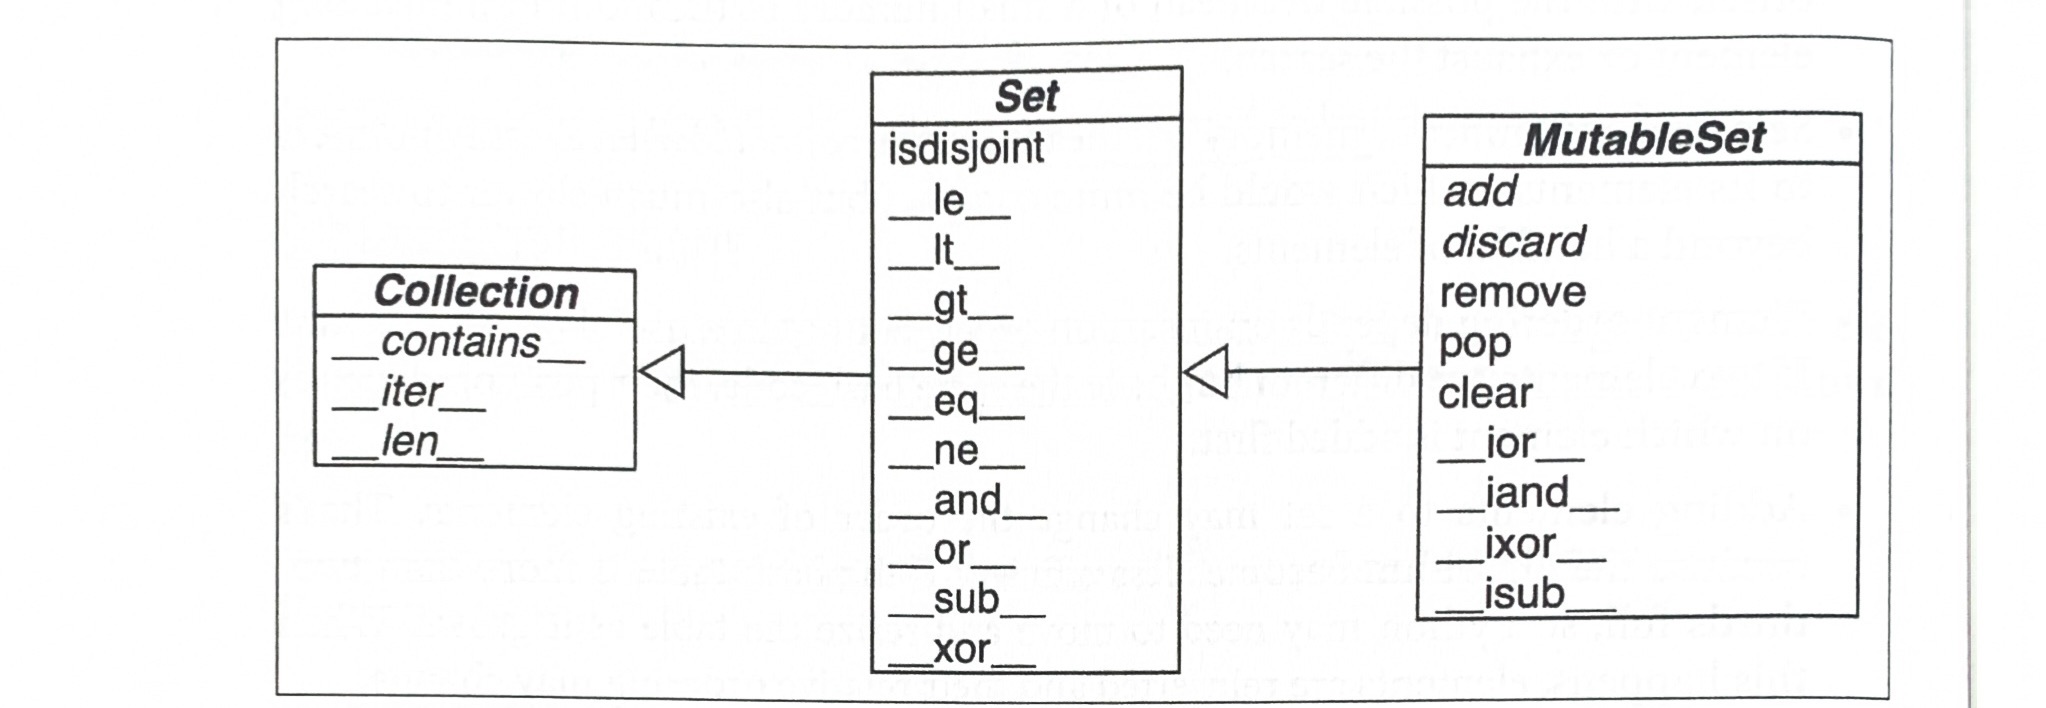 Collection
__contains__
__iter__
__len__
Set
isdisjoint
__le__
__lt__
__gt__
__ge__
__eq__
__ne__
__and__
__or__
__sub__
__xor__
MutableSet
add
discard
remove
pop
clear
__ior__
__iand__
__ixor__
__isub__